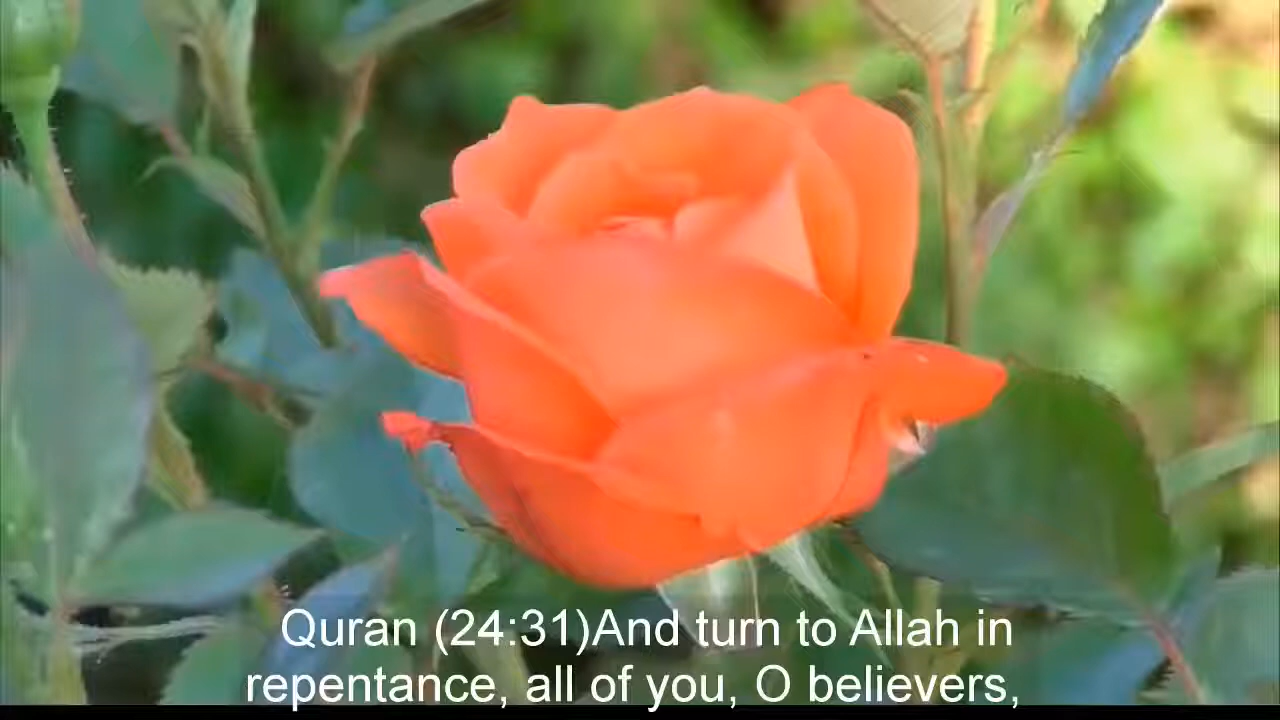 Quran (24:31)And turn to Allah in
repentance, all of you, O believers,